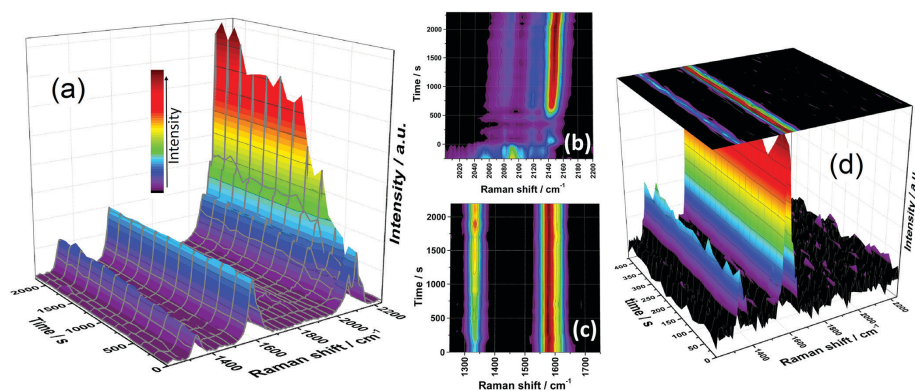 (a)
Intensity
Intensity / a.u.
2000
1500
1000
500
0
Time / s
1400
1600
1800
2000
2200
Raman shift / cm⁻¹
2000
1500
1000
500
0
Time / s
(b)
2020 2040 2060 2080 2100 2120 2140 2160 2180 2200
Raman shift / cm⁻¹
2000
1500
1000
500
0
Time / s
(c)
1300 1400 1500 1600 1700
Raman shift / cm⁻¹
(d)
Intensity / a.u.
400
350
300
250
200
150
100
50
0
time / s
1400
1600
1800
2000
2200
Raman shift / cm⁻¹